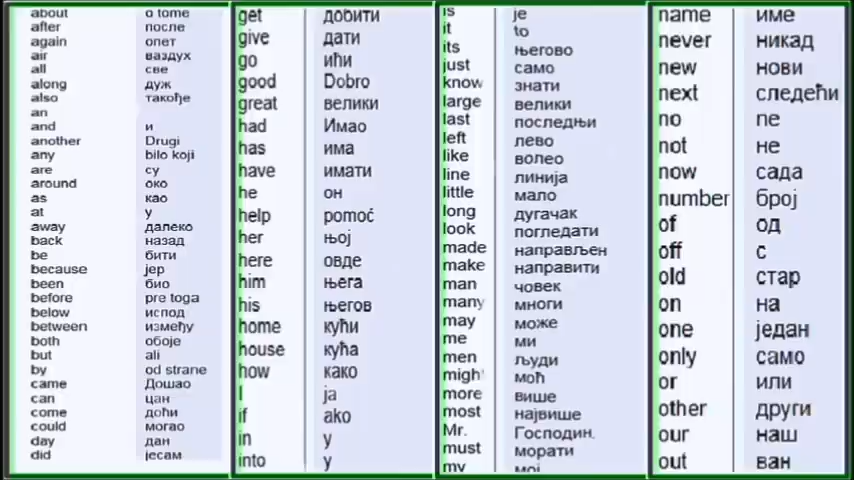 about о tome
after после
again опет
air ваздух
all све
along дуж
also такође
an
and и
another Drugi
any bilo koji
are су
around око
as као
at у
away далеко
back назад
be бити
because јер
been био
before pre toga
below испод
between између
both обоје
but ali
by od strane
came Дошао
can цан
come доћи
could могао
day дан
did јесам
get добити
give дати
go ићи
good Dobro
great велики
had Имао
has има
have имати
he он
help pomoć
her њој
here овде
him њега
his његов
home кући
house кућа
how како
I ја
if ако
in у
into у
is је
it to
its његово
just само
know знати
large велики
last последњи
left лево
like волео
line линија
little мало
long дугачак
look погледати
made направљен
make направити
man човек
many многи
may може
me ми
men људи
might моћ
more више
most највише
Mr. Господин.
must морати
my мој
name име
never никад
new нови
next следећи
no ne
not не
now сада
number број
of од
off с
old стар
on на
one један
only само
or или
other други
our наш
out ван